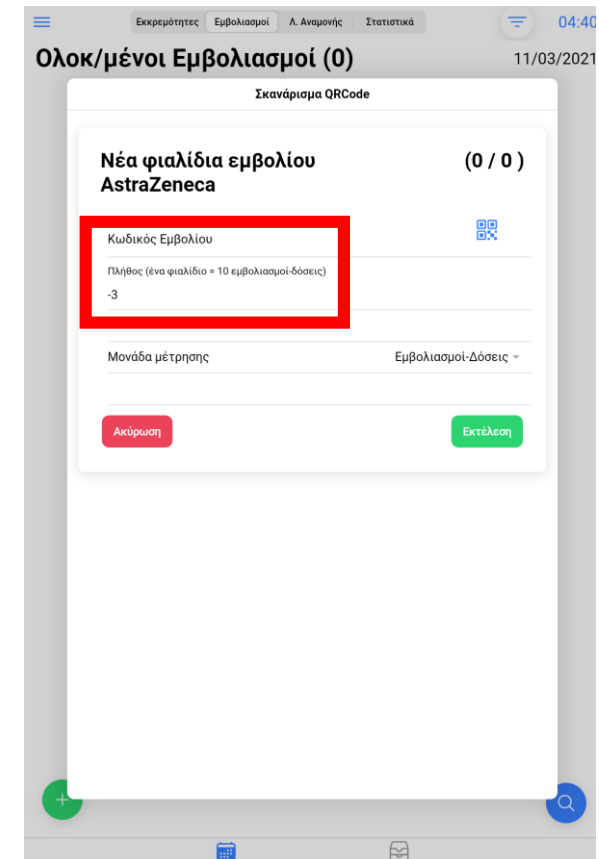 Εκκρεμότητες Εμβολιασμοί Λ. Αναμονής Στατιστικά 04:40
Ολοκ/μένοι Εμβολιασμοί (0) 11/03/2021
Σκανάρισμα QRCode
Νέα φιαλίδια εμβολίου (0 / 0 )
AstraZeneca
Κωδικός Εμβολίου
Πλήθος (ένα φιαλίδιο = 10 εμβολιασμοί-δόσεις)
-3
Μονάδα μέτρησης Εμβολιασμοί-Δόσεις
Ακύρωση Εκτέλεση